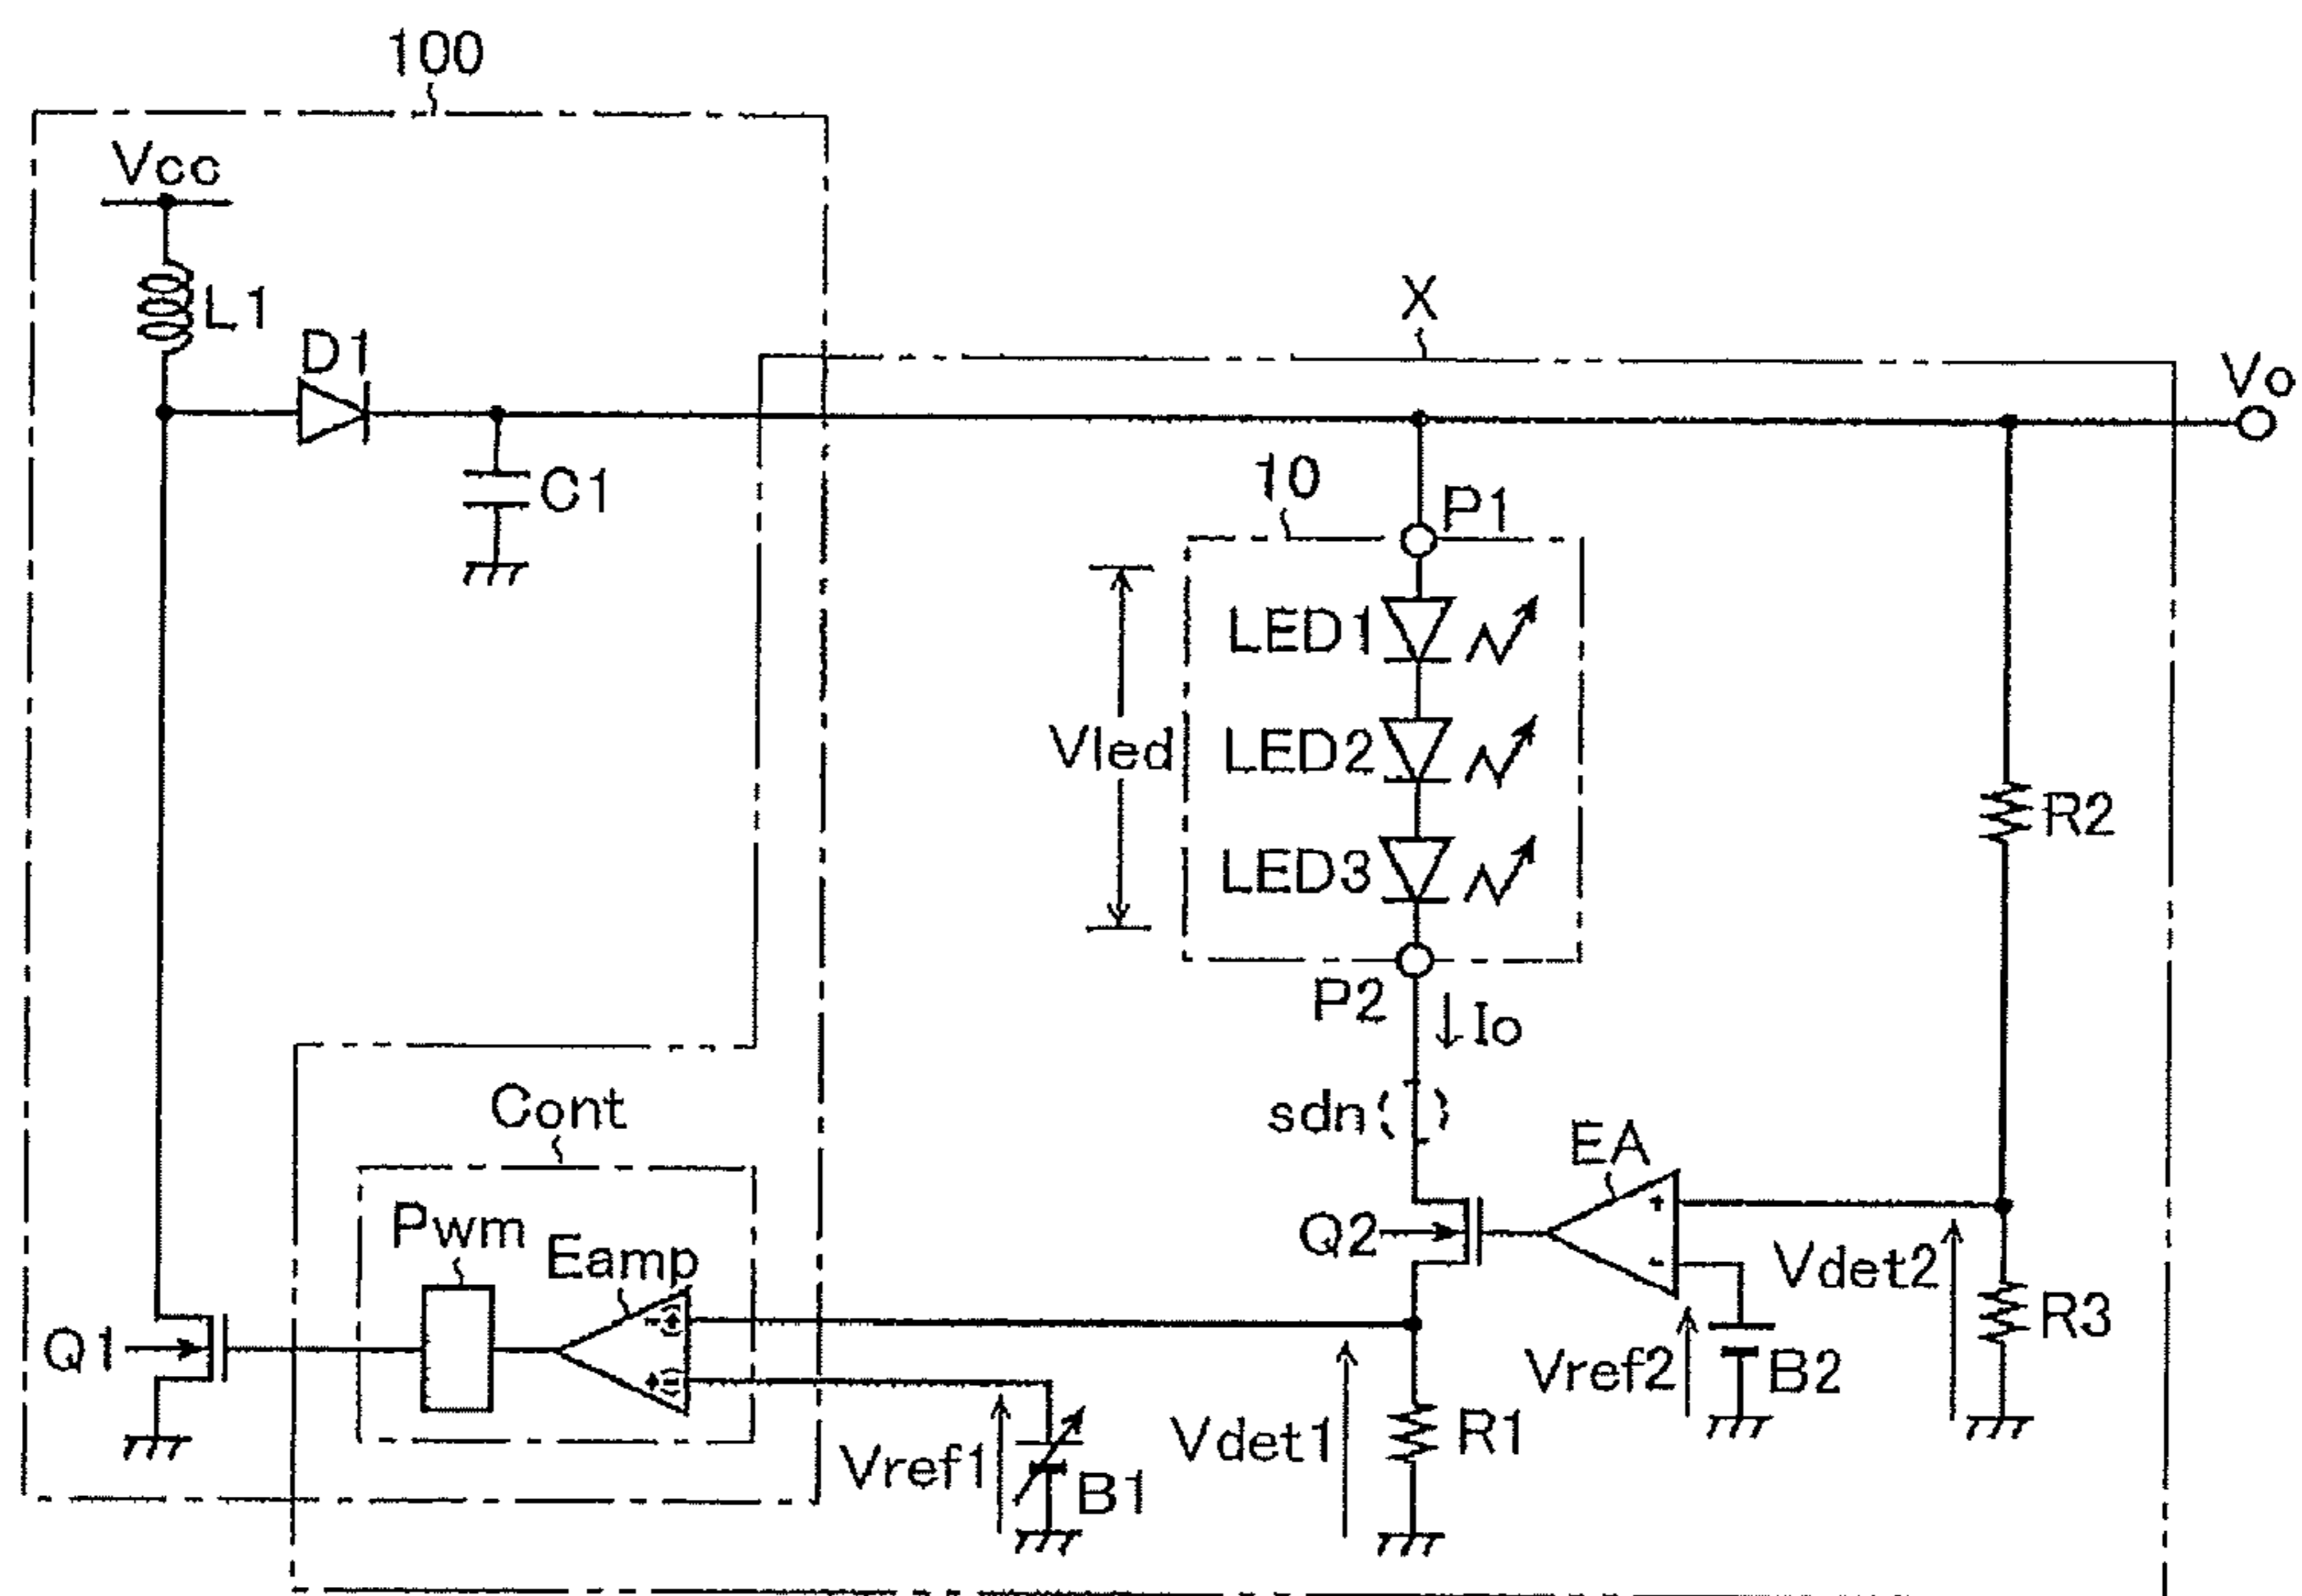 100
Vcc
L1
D1
C1
X
Vo
10
P1
LED1
LED2
LED3
Vled
R2
P2
Io
sdn
Cont
EA
+
-
Pwm
Eamp
-(+)
+(-)
Q2
Vdet2
R3
Q1
Vref2
B2
Vref1
B1
Vdet1
R1